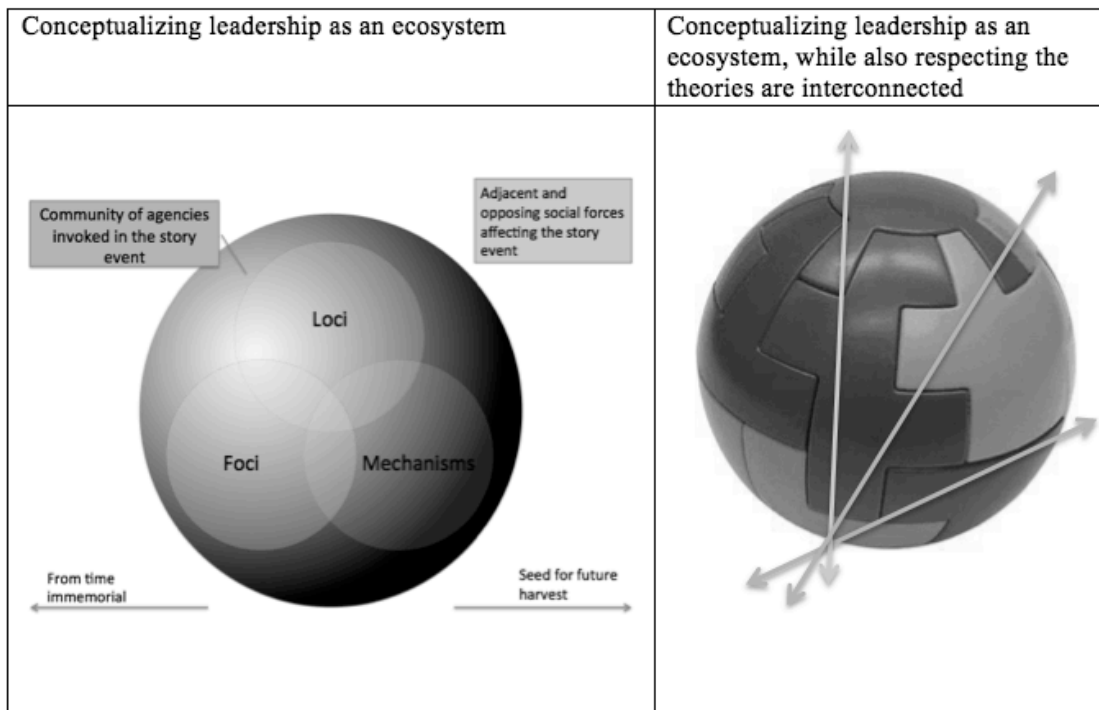 Conceptualizing leadership as an ecosystem
Conceptualizing leadership as an
ecosystem, while also respecting the
theories are interconnected
Community of agencies
invoked in the story
event
Adjacent and
opposing social forces
affecting the story
event
Loci
Foci
Mechanisms
From time
immemorial
Seed for future
harvest